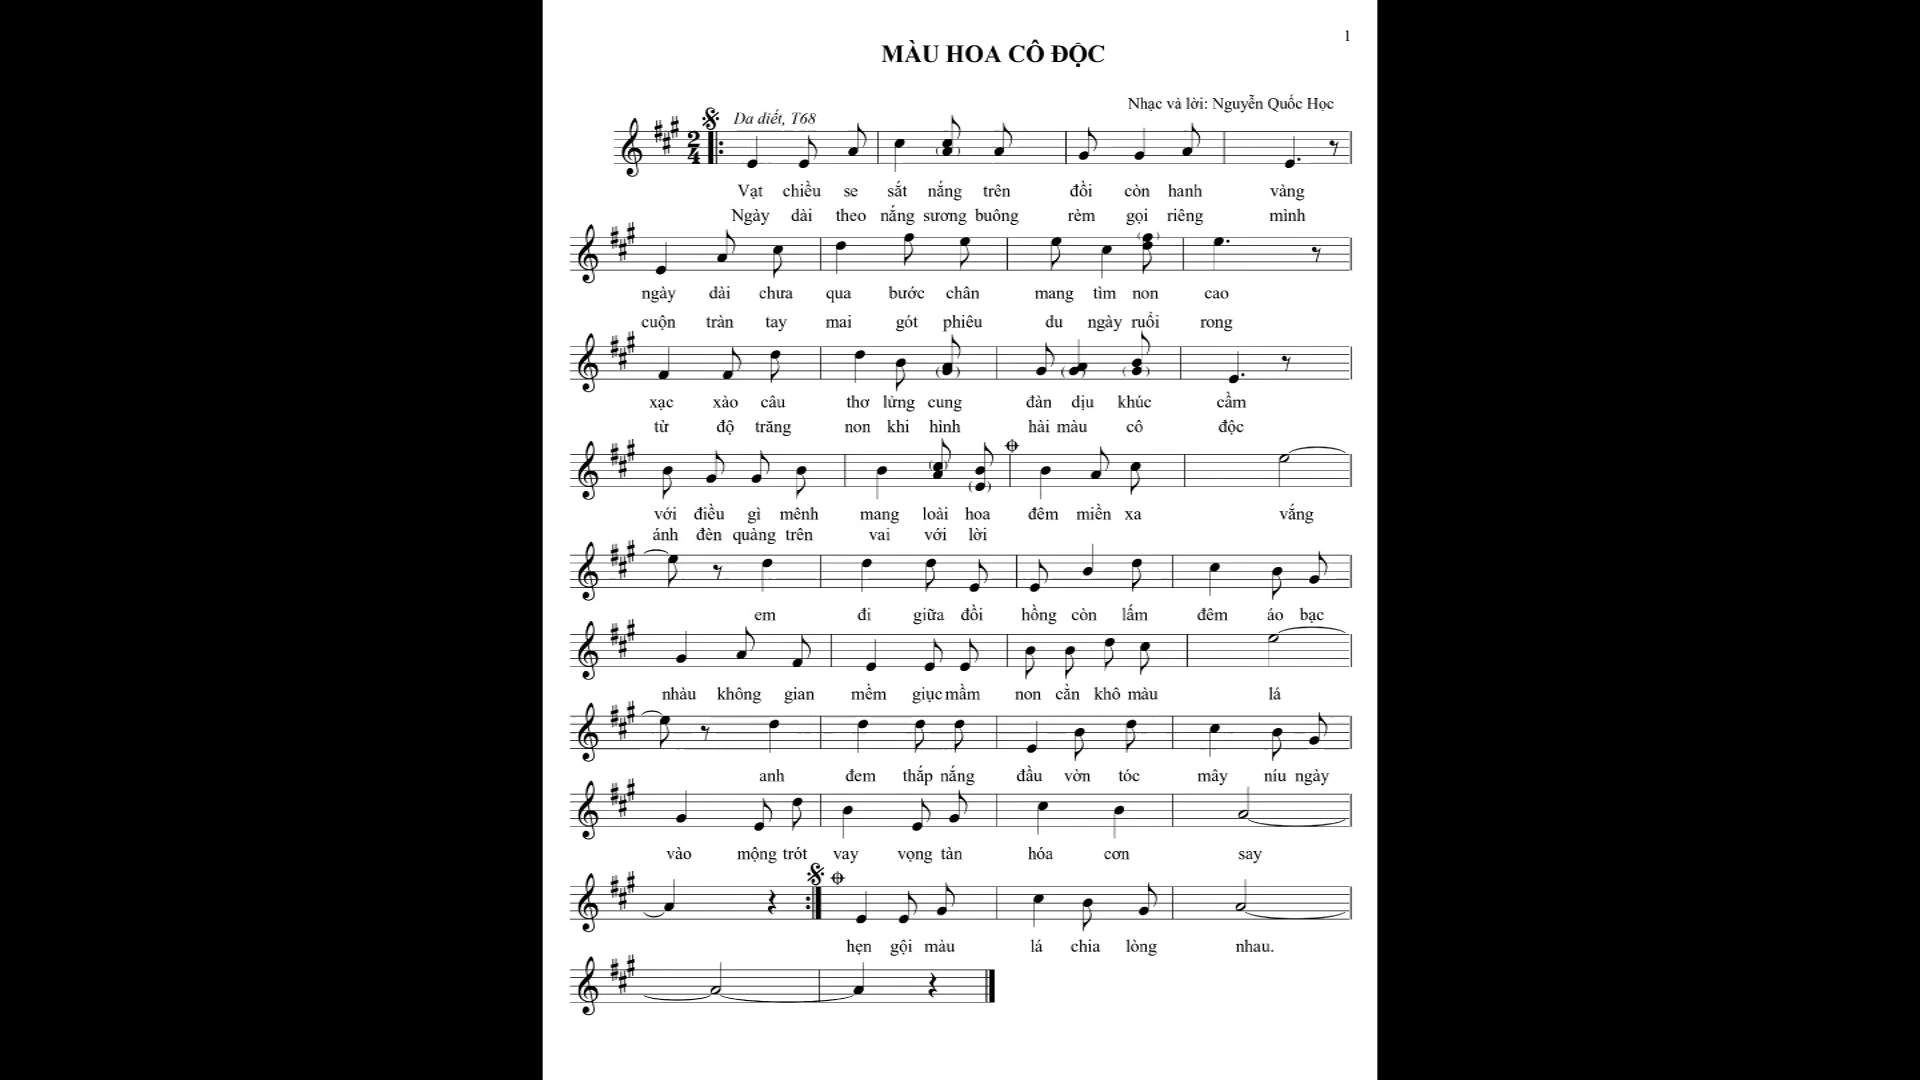 1
MÀU HOA CÔ ĐỘC
Nhạc và lời: Nguyễn Quốc Học
Da diết, T68
2
4
Vạt chiều se sắt nắng trên đồi còn hanh vàng
Ngày dài theo nắng sương buông rèm gọi riêng mình
ngày dài chưa qua bước chân mang tìm non cao
cuộn tràn tay mai gót phiêu du ngày ruổi rong
xạc xào câu thơ lửng cung đàn dịu khúc cầm
từ độ trăng non khi hình hài màu cô độc
với điều gì mênh mang loài hoa đêm miền xa vắng
ánh đèn quàng trên vai với lời
em đi giữa đồi hồng còn lấm đêm áo bạc
nhàu không gian mềm giục mầm non cằn khô màu lá
anh đem thắp nắng đầu vờn tóc mây níu ngày
vào mộng trót vay vọng tàn hóa cơn say
hẹn gội màu lá chia lòng nhau.